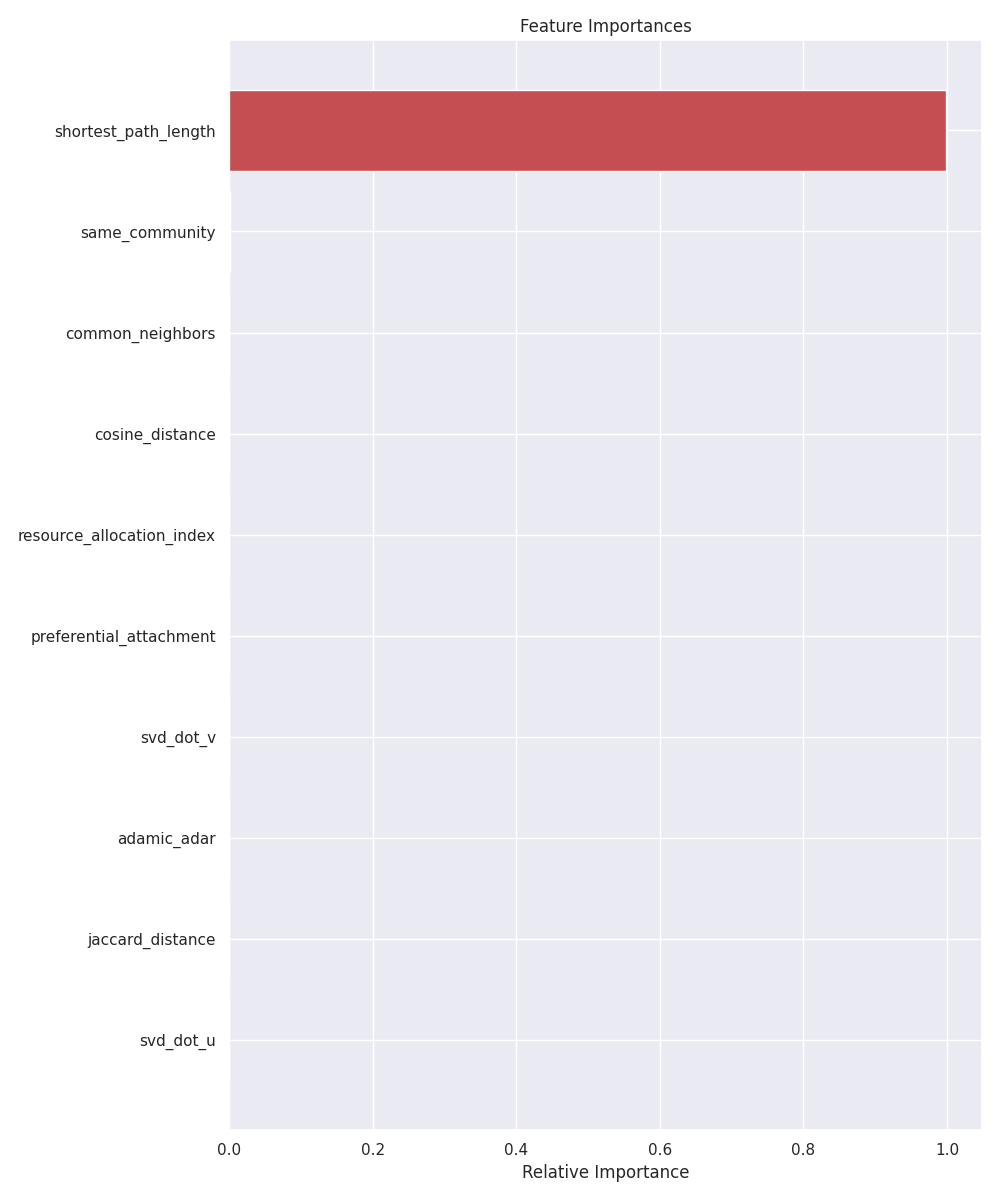 Feature Importances
shortest_path_length
same_community
common_neighbors
cosine_distance
resource_allocation_index
preferential_attachment
svd_dot_v
adamic_adar
jaccard_distance
svd_dot_u
0.0 0.2 0.4 0.6 0.8 1.0
Relative Importance